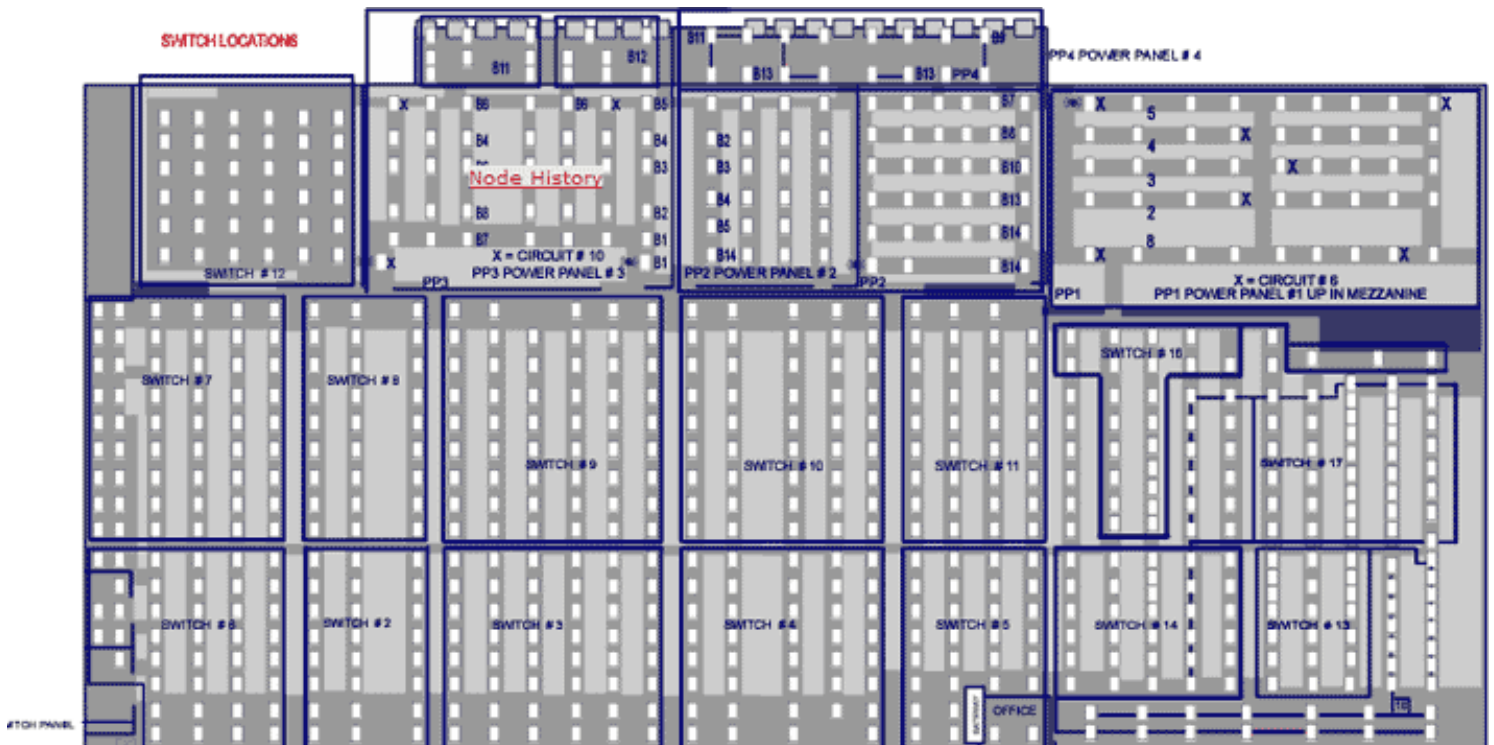 SWITCH LOCATIONS
B11
B12
B11
B9
B13
B13
PP4
PP4 POWER PANEL # 4
X
B6
B6
X
B5
B7
X
X
5
B4
B4
B2
B8
X
4
B3
B3
B10
X
Node History
3
B4
B13
X
B8
B2
2
B5
B14
B7
B1
8
X = CIRCUIT # 10
B14
X
X
X
B1
B14
SWITCH # 12
PP3 POWER PANEL # 3
PP2 POWER PANEL # 2
X = CIRCUIT # 6
PP3
PP2
PP1
PP1 POWER PANEL #1 UP IN MEZZANINE
SWITCH # 16
SWITCH # 7
SWITCH # 8
SWITCH # 9
SWITCH # 10
SWITCH # 11
SWITCH # 17
SWITCH # 6
SWITCH # 2
SWITCH # 3
SWITCH # 4
SWITCH # 5
SWITCH # 14
SWITCH # 13
OFFICE
ITCH PANEL